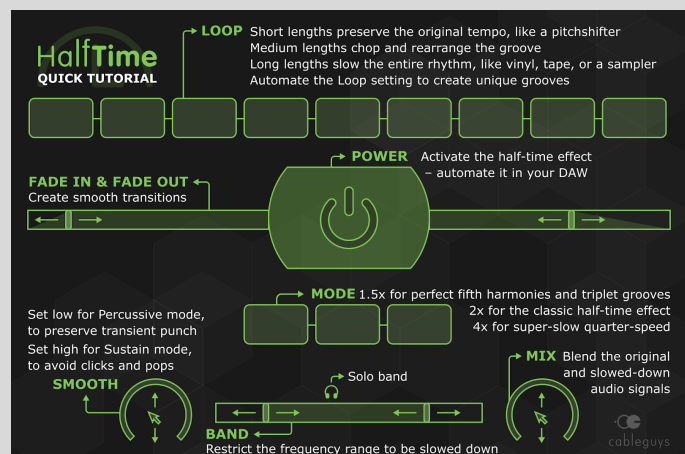 HalfTime
QUICK TUTORIAL
LOOP Short lengths preserve the original tempo, like a pitchshifter
Medium lengths chop and rearrange the groove
Long lengths slow the entire rhythm, like vinyl, tape, or a sampler
Automate the Loop setting to create unique grooves
POWER Activate the half-time effect
– automate it in your DAW
FADE IN & FADE OUT
Create smooth transitions
MODE 1.5x for perfect fifth harmonies and triplet grooves
2x for the classic half-time effect
4x for super-slow quarter-speed
Set low for Percussive mode,
to preserve transient punch
Set high for Sustain mode,
to avoid clicks and pops
SMOOTH
Solo band
BAND
Restrict the frequency range to be slowed down
MIX Blend the original
and slowed-down
audio signals
cableguys